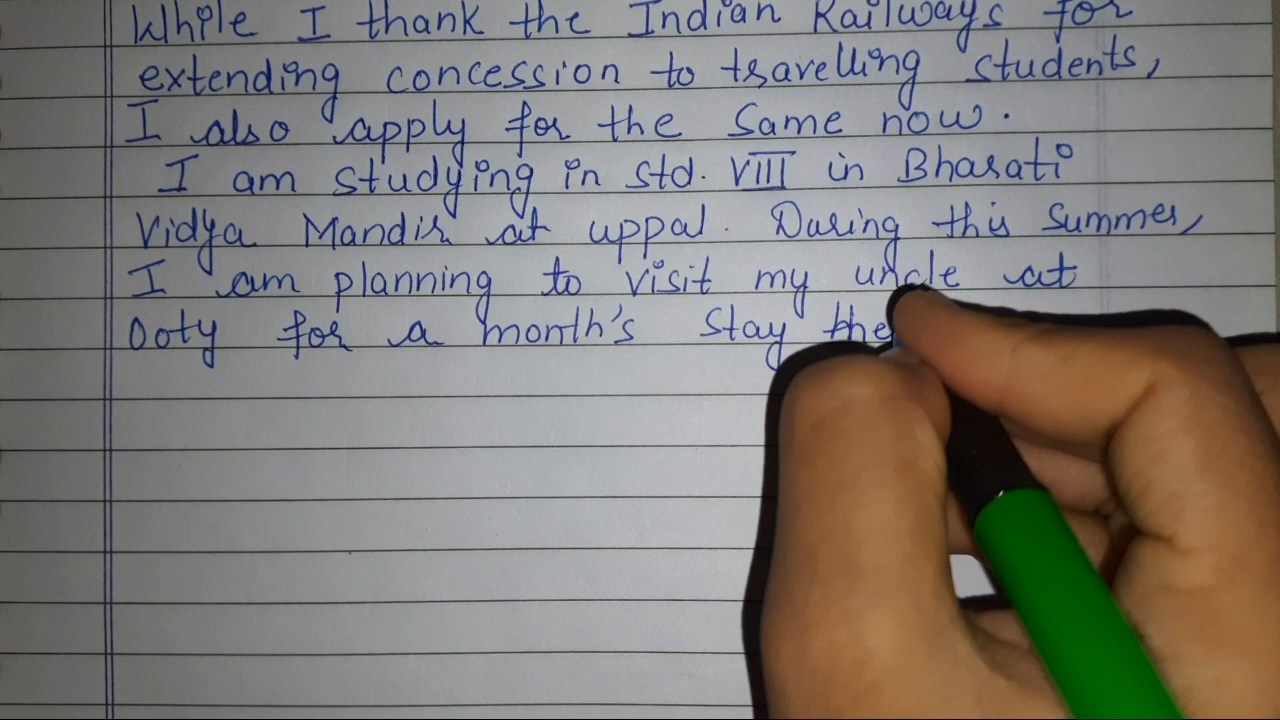 While I thank the Indian Railways for
extending concession to travelling students,
I also apply for the same now.
I am studying in std. VIII in Bharati
Vidya Mandir at uppal. During this summer,
I am planning to visit my uncle at
Ooty for a month's stay the